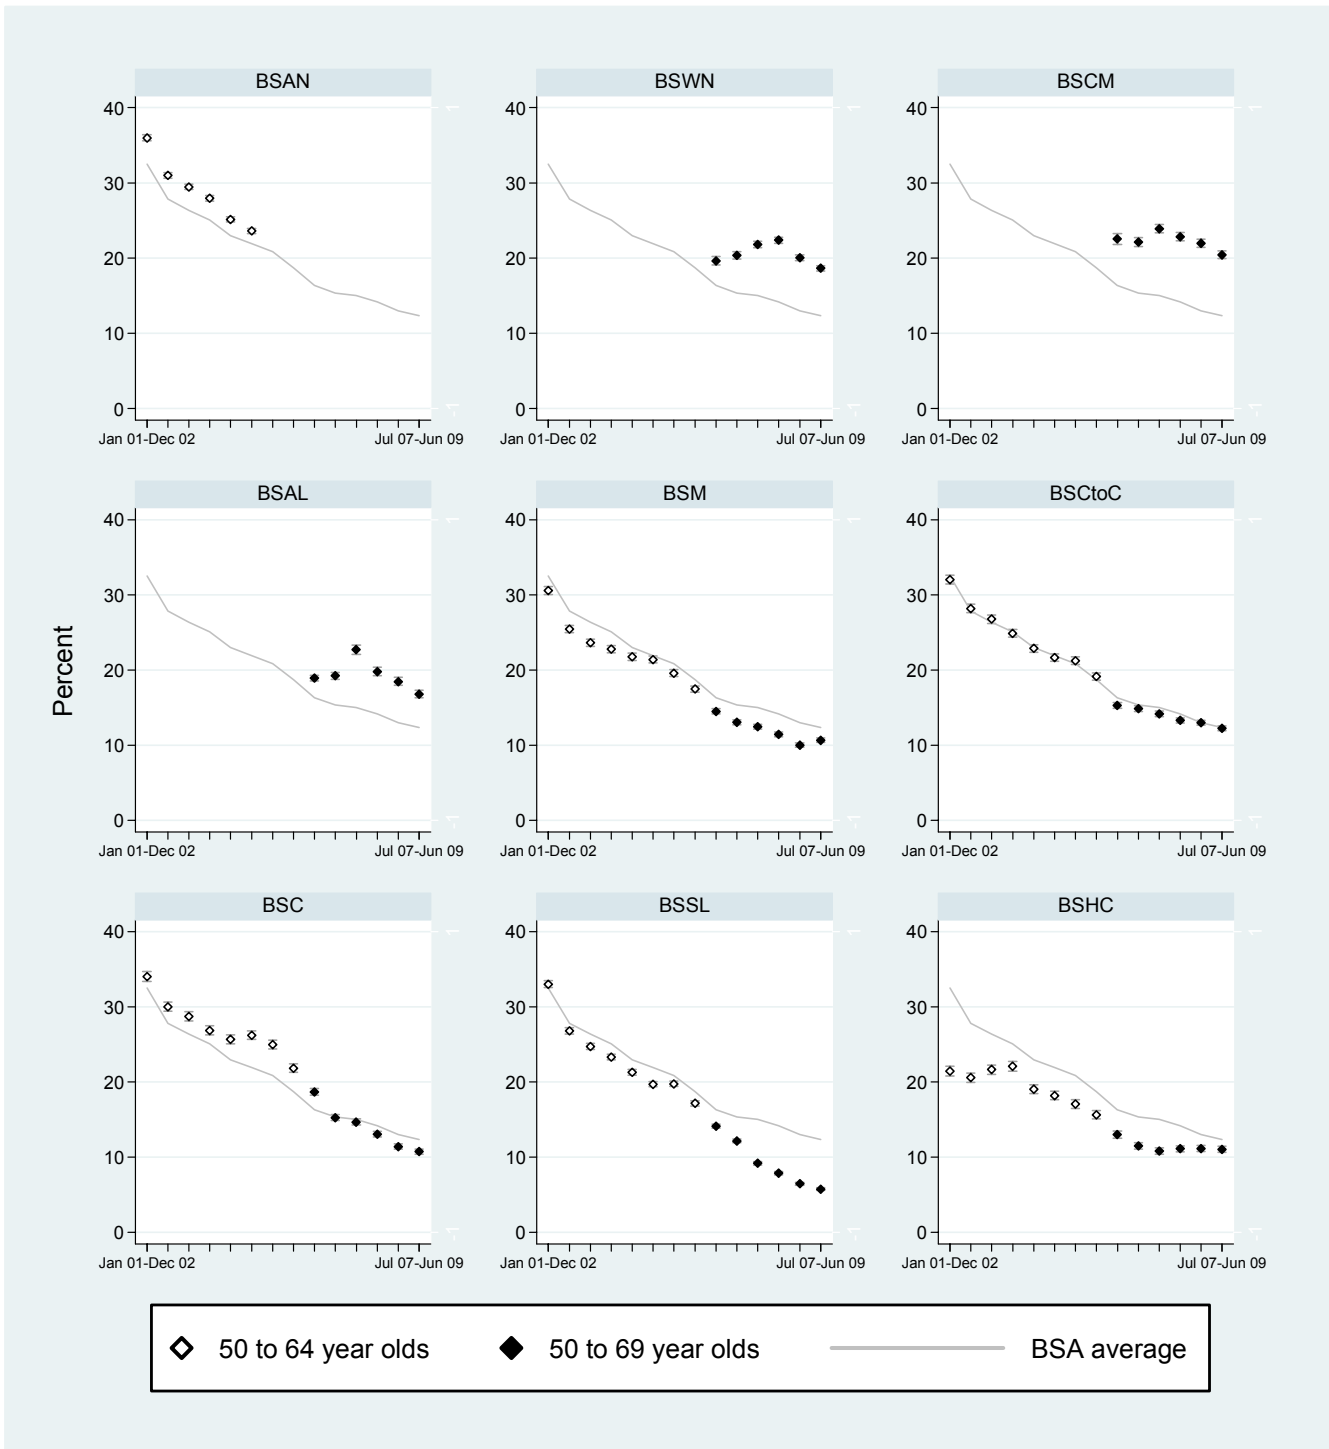 BSAN BSWN BSCM
40 40 40
30 30 30
20 20 20
10 10 10
0 0 0
Jan 01-Dec 02 Jul 07-Jun 09 Jan 01-Dec 02 Jul 07-Jun 09 Jan 01-Dec 02 Jul 07-Jun 09
BSAL BSM BSCtoC
40 40 40
30 30 30
20 20 20
Percent
10 10 10
0 0 0
Jan 01-Dec 02 Jul 07-Jun 09 Jan 01-Dec 02 Jul 07-Jun 09 Jan 01-Dec 02 Jul 07-Jun 09
BSC BSSL BSHC
40 40 40
30 30 30
20 20 20
10 10 10
0 0 0
Jan 01-Dec 02 Jul 07-Jun 09 Jan 01-Dec 02 Jul 07-Jun 09 Jan 01-Dec 02 Jul 07-Jun 09
50 to 64 year olds 50 to 69 year olds BSA average